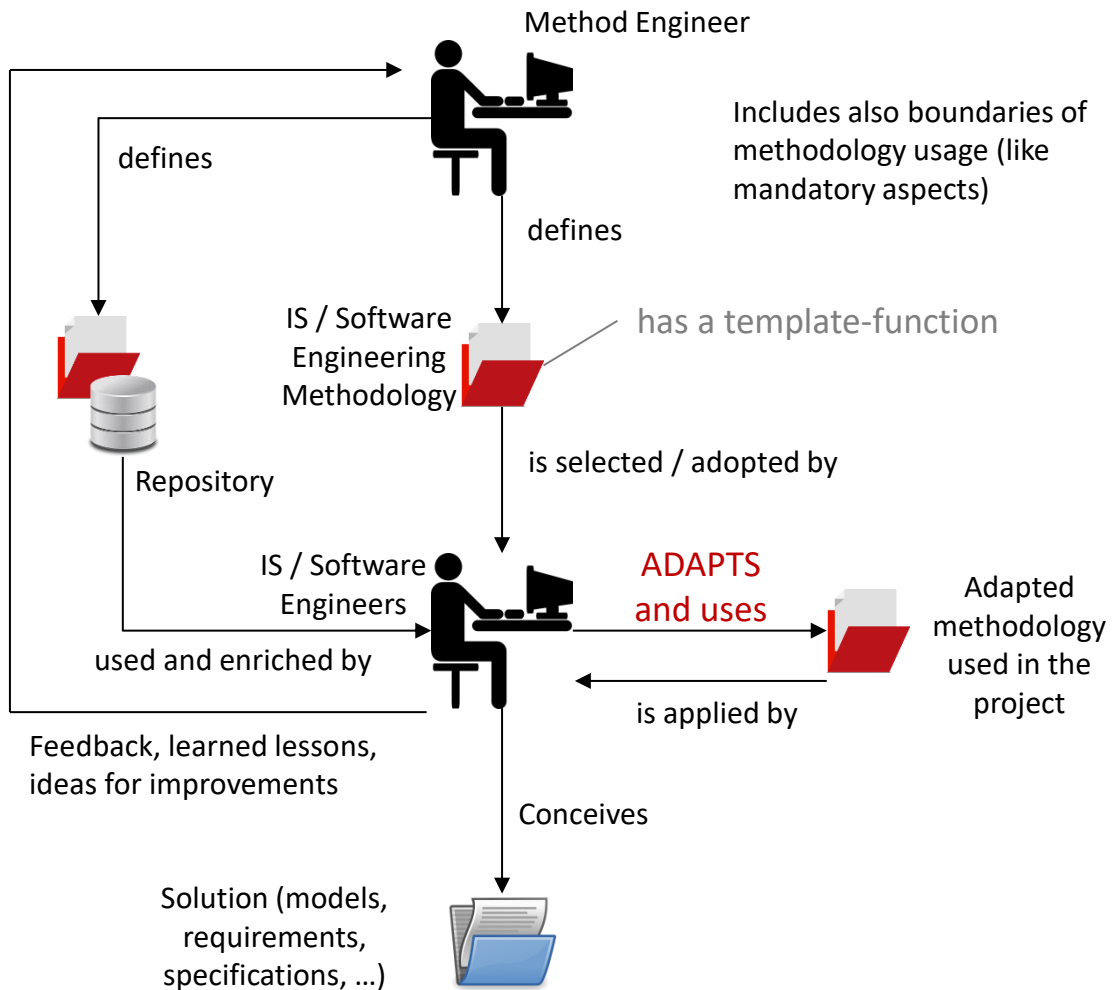 Method Engineer
Includes also boundaries of
methodology usage (like
mandatory aspects)
defines
defines
IS / Software
Engineering
Methodology
has a template-function
is selected / adopted by
Repository
IS / Software
Engineers
ADAPTS
and uses
Adapted
methodology
used in the
project
used and enriched by
is applied by
Feedback, learned lessons,
ideas for improvements
Conceives
Solution (models,
requirements,
specifications, …)